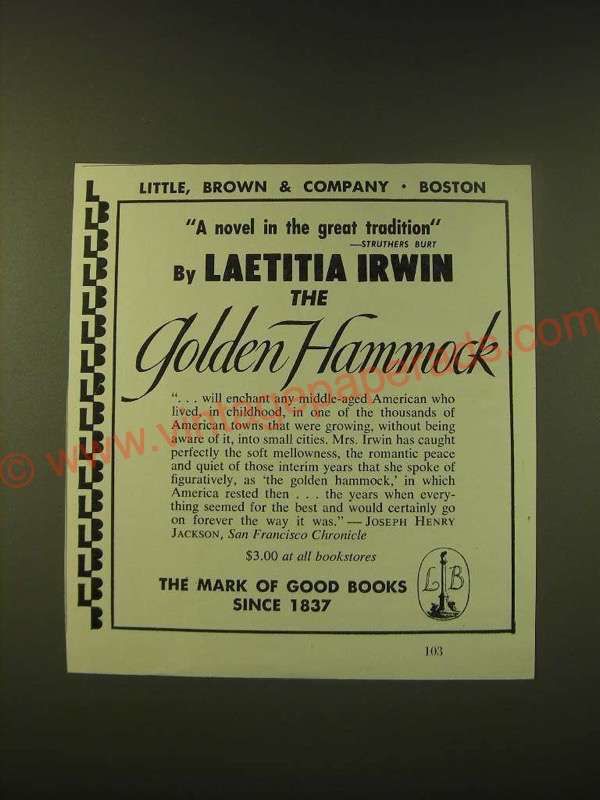 LITTLE, BROWN & COMPANY • BOSTON
"A novel in the great tradition"
—STRUTHERS BURT
By LAETITIA IRWIN
THE
Golden Hammock
". . . will enchant any middle-aged American who
lived, in childhood, in one of the thousands of
American towns that were growing, without being
aware of it, into small cities. Mrs. Irwin has caught
perfectly the soft mellowness, the romantic peace
and quiet of those interim years that she spoke of
figuratively, as 'the golden hammock,' in which
America rested then . . . the years when every-
thing seemed for the best and would certainly go
on forever the way it was." — JOSEPH HENRY
JACKSON, San Francisco Chronicle
$3.00 at all bookstores
THE MARK OF GOOD BOOKS
SINCE 1837
L B
103
© www.vintagepaperads.com